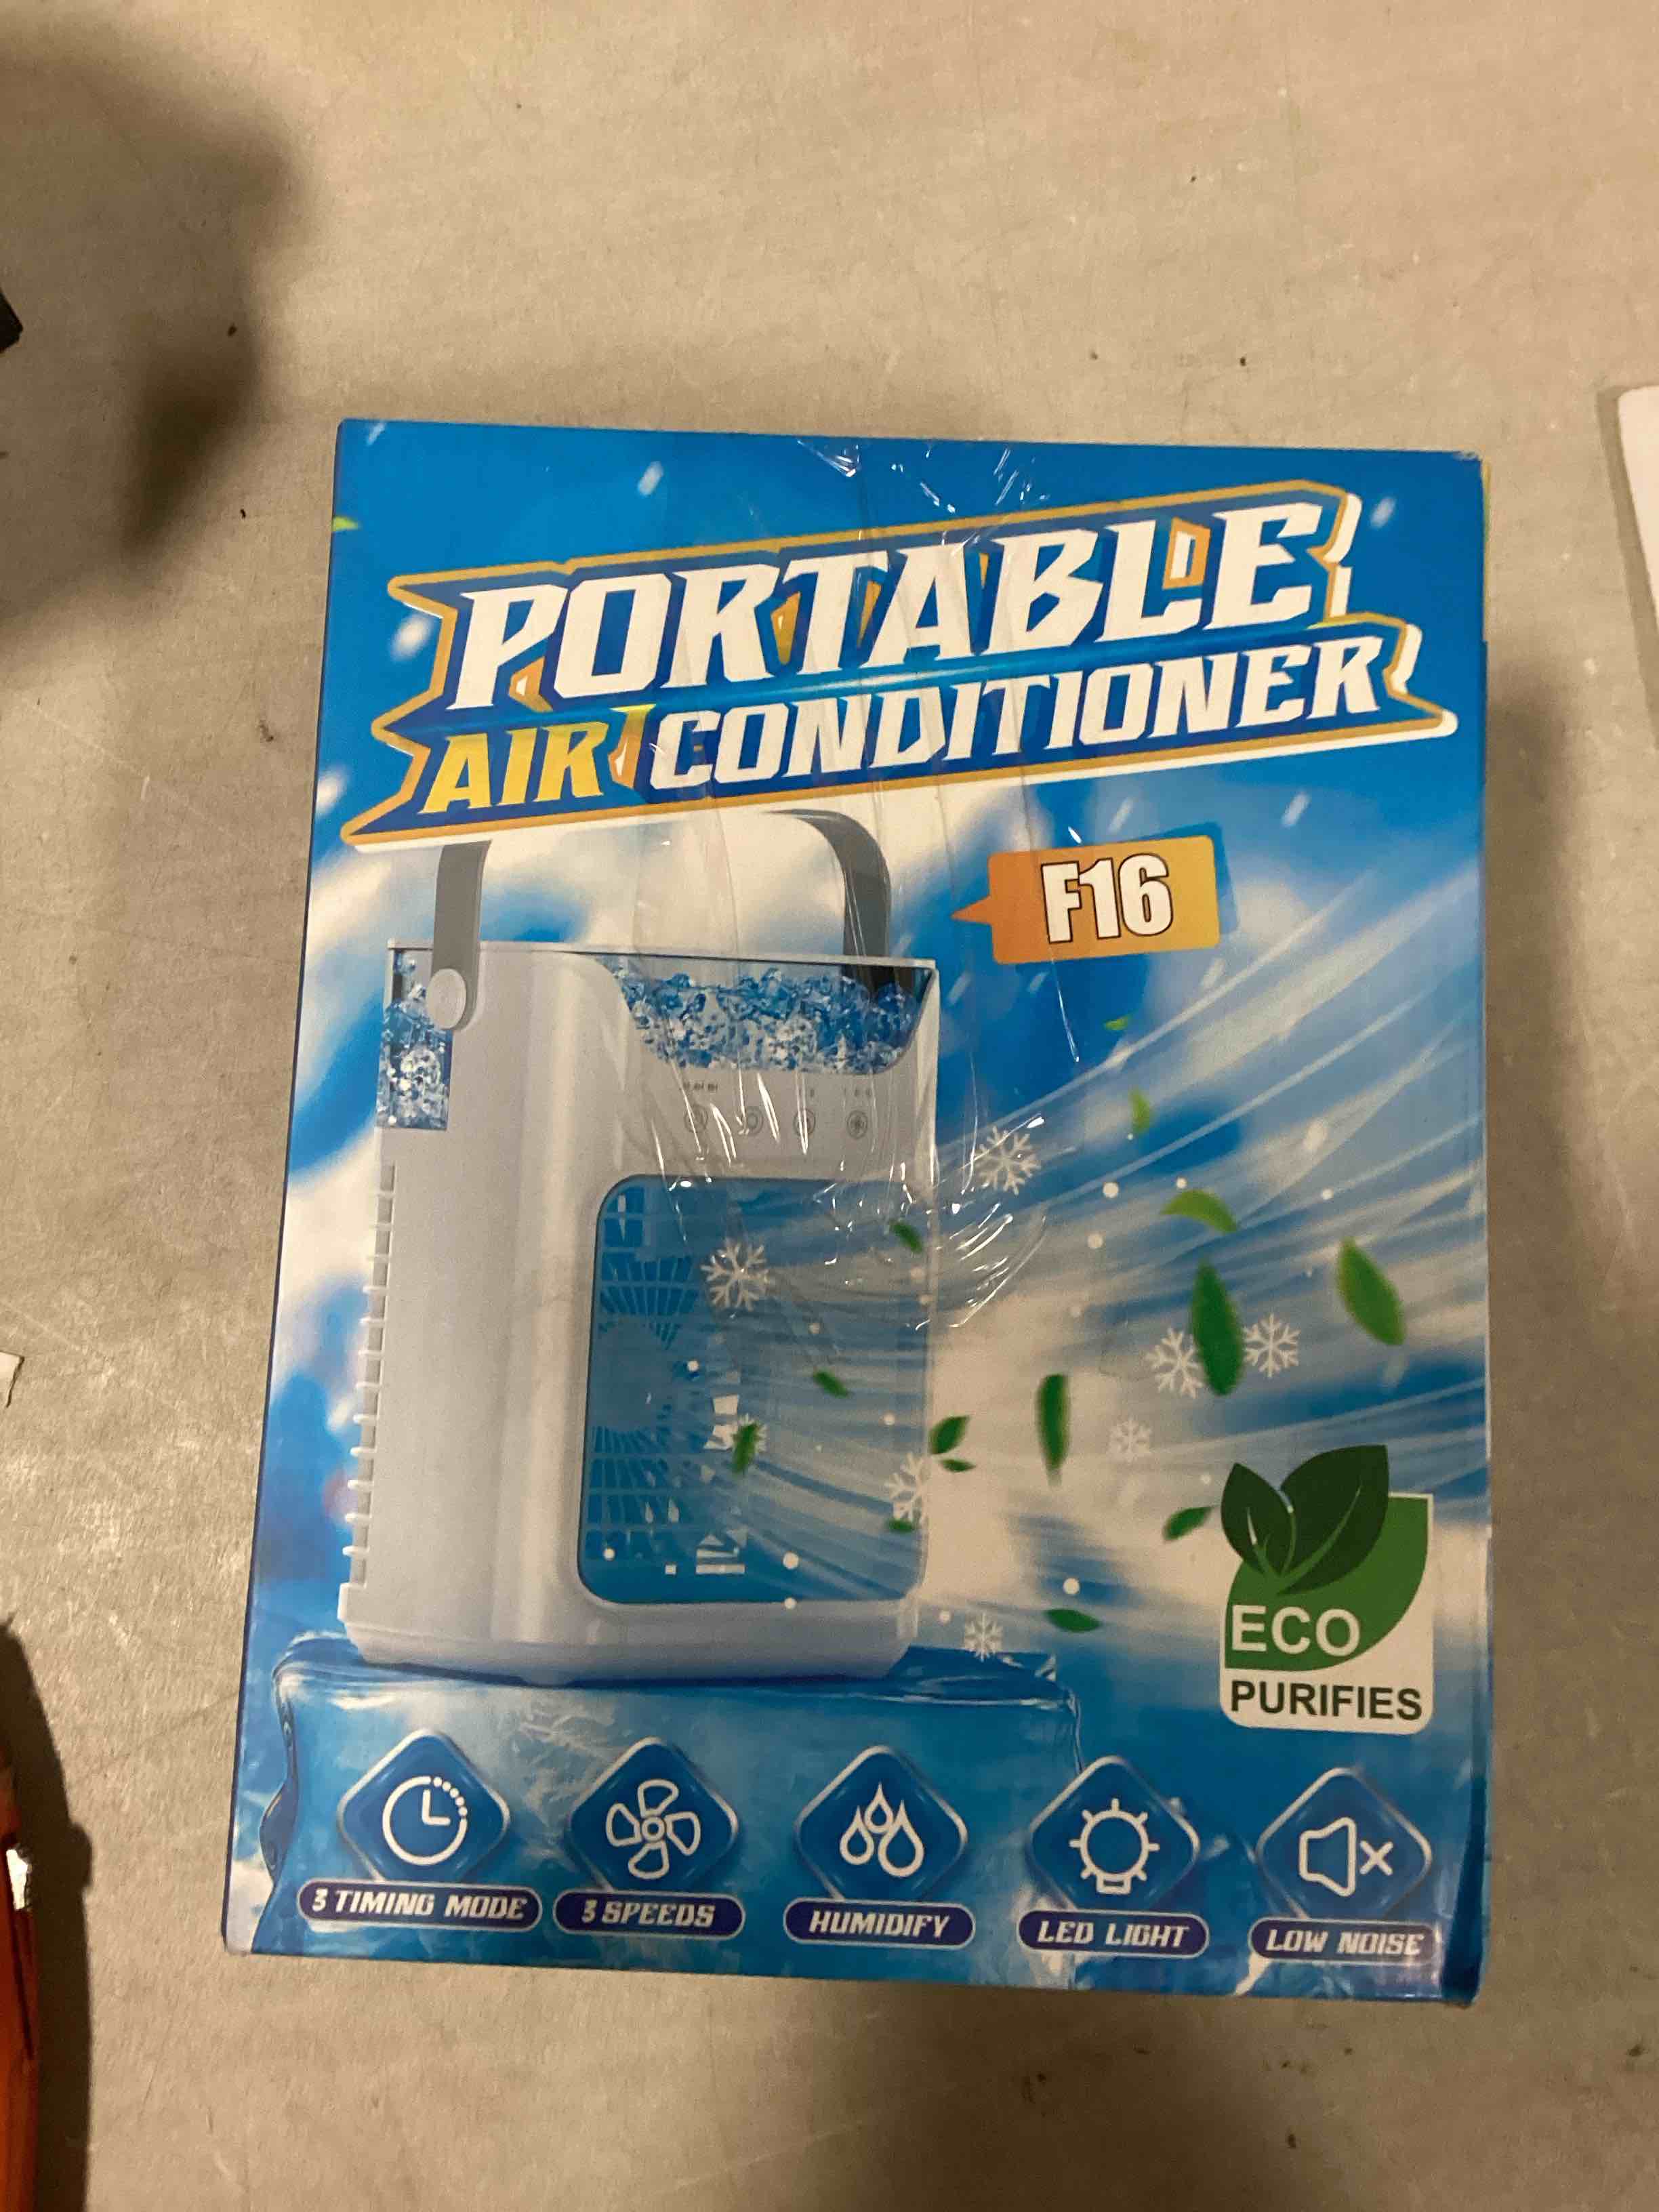 PORTABLE
AIR CONDITIONER
F16
ECO
PURIFIES
3 TIMING MODE
3 SPEEDS
HUMIDIFY
LED LIGHT
LOW NOISE